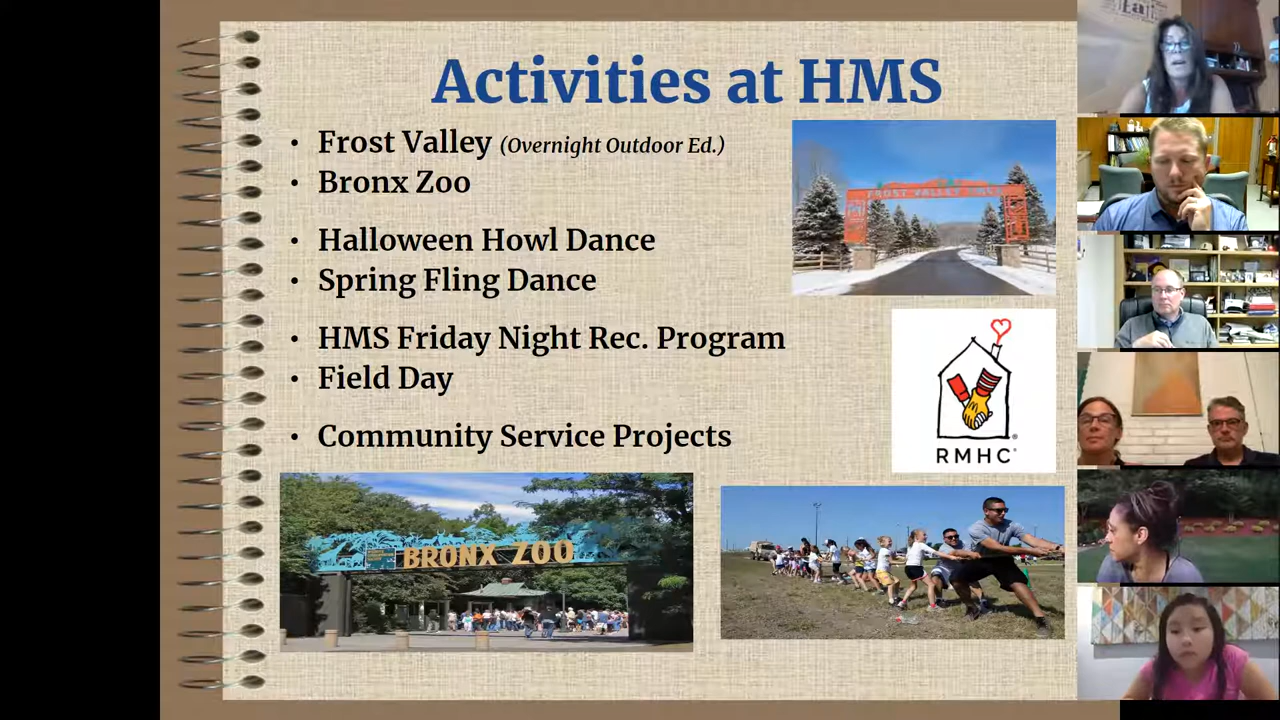 Activities at HMS
• Frost Valley (Overnight Outdoor Ed.)
• Bronx Zoo
• Halloween Howl Dance
• Spring Fling Dance
• HMS Friday Night Rec. Program
• Field Day
• Community Service Projects
FROST VALLEY YMCA
RMHC®
BRONX ZOO